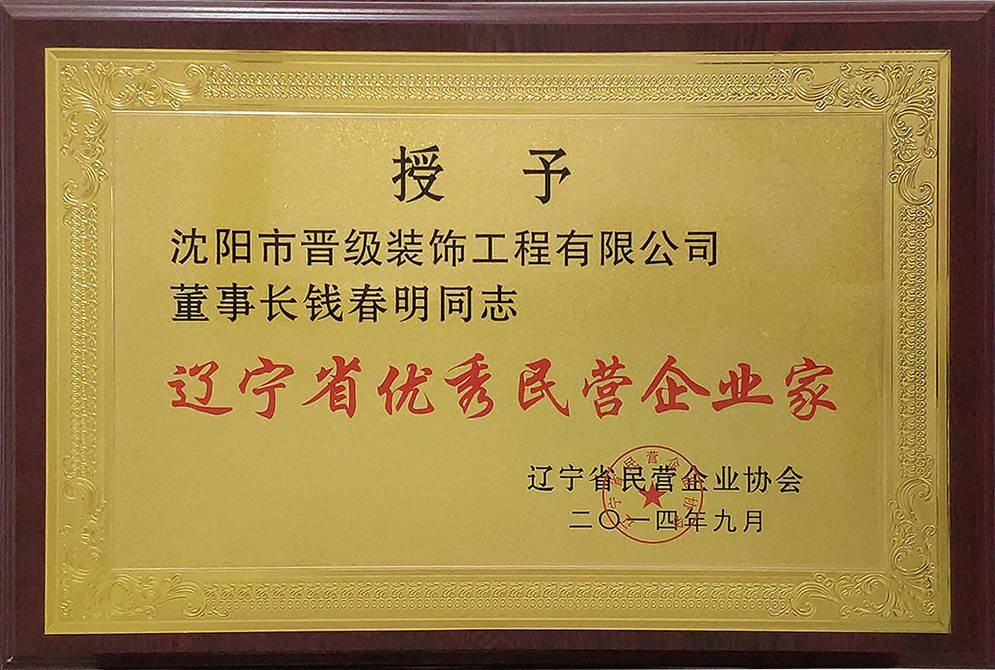 授 予
沈阳市晋级装饰工程有限公司
董事长钱春明同志
辽宁省优秀民营企业家
辽宁省民营企业协会
二〇一四年九月